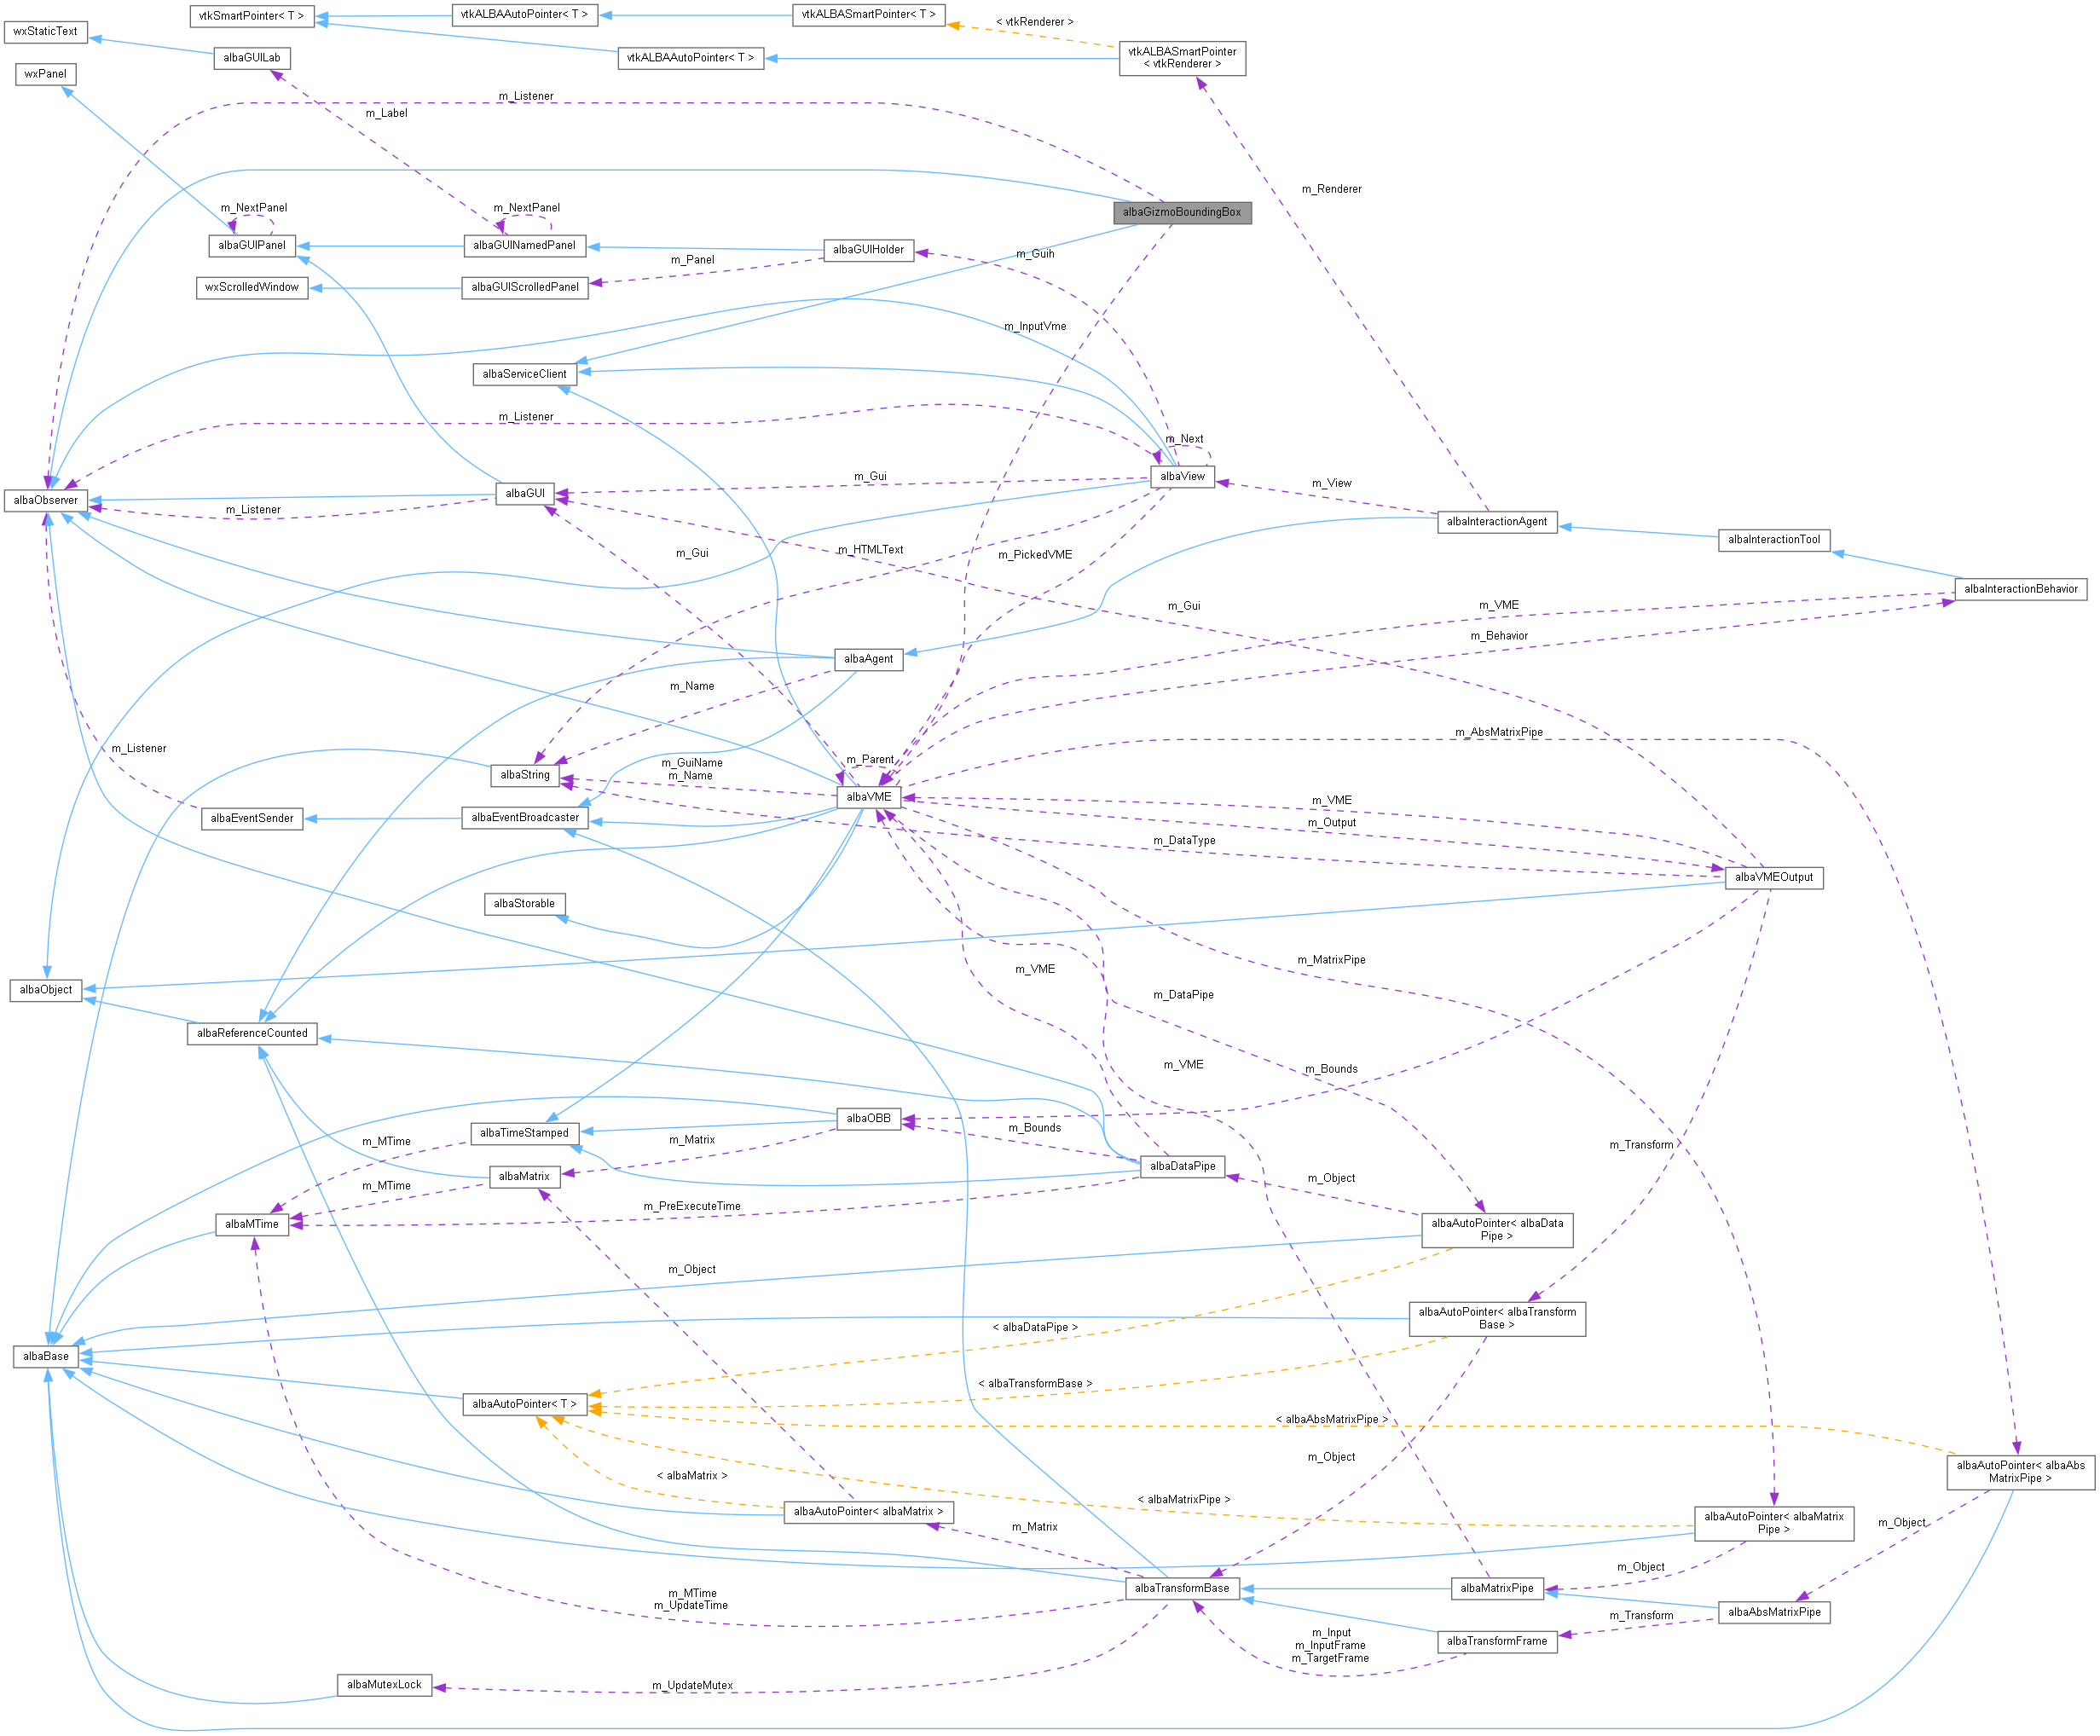 vtkSmartPointer< T >
vtkALBAAutoPointer< T >
vtkALBASmartPointer< T >
< vtkRenderer >
wxStaticText
albaGUILab
vtkALBAAutoPointer< T >
vtkALBASmartPointer
< vtkRenderer >
wxPanel
m_Listener
m_Label
m_Renderer
m_NextPanel
m_NextPanel
albaGizmoBoundingBox
albaGUIPanel
albaGUINamedPanel
albaGUIHolder
m_Guih
m_Panel
wxScrolledWindow
albaGUIScrolledPanel
m_InputVme
albaServiceClient
m_Listener
m_Next
m_Gui
albaView
m_View
albaObserver
albaGUI
m_Listener
albaInteractionAgent
albaInteractionTool
m_Gui
m_HTMLText
m_PickedVME
albaInteractionBehavior
m_Gui
m_VME
m_Behavior
albaAgent
m_Name
m_AbsMatrixPipe
m_Listener
m_Parent
m_GuiName
m_Name
albaString
albaVME
m_VME
m_Output
albaEventSender
albaEventBroadcaster
m_DataType
albaVMEOutput
albaStorable
m_MatrixPipe
m_VME
albaObject
m_DataPipe
albaReferenceCounted
m_VME
m_Bounds
albaOBB
m_Bounds
albaTimeStamped
m_MTime
m_Matrix
m_Transform
albaDataPipe
albaMatrix
m_MTime
m_Object
m_PreExecuteTime
albaMTime
albaAutoPointer< albaData
Pipe >
m_Object
albaAutoPointer< albaTransform
Base >
< albaDataPipe >
albaBase
< albaTransformBase >
albaAutoPointer< T >
< albaAbsMatrixPipe >
m_Object
< albaMatrix >
albaAutoPointer< albaAbs
MatrixPipe >
< albaMatrixPipe >
albaAutoPointer< albaMatrix >
albaAutoPointer< albaMatrix
Pipe >
m_Matrix
m_Object
m_Object
albaTransformBase
albaMatrixPipe
m_MTime
m_UpdateTime
albaAbsMatrixPipe
m_Transform
m_Input
m_InputFrame
m_TargetFrame
albaTransformFrame
albaMutexLock
m_UpdateMutex